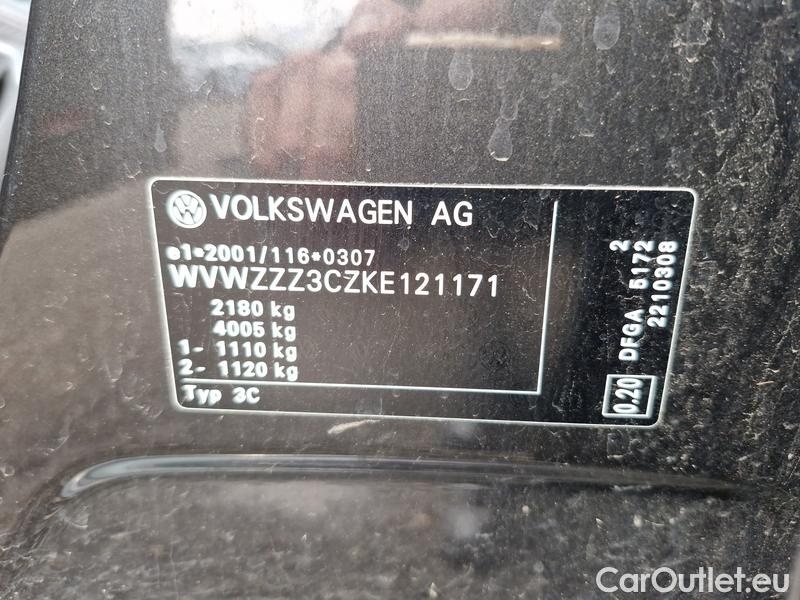 VOLKSWAGEN AG
e1*2001/116*0307
WVWZZZ3CZKE121171
2180 kg
4005 kg
1- 1110 kg
2- 1120 kg
Typ 3C
2
DFGA 5172
2210308
0.20
CarOutlet.eu